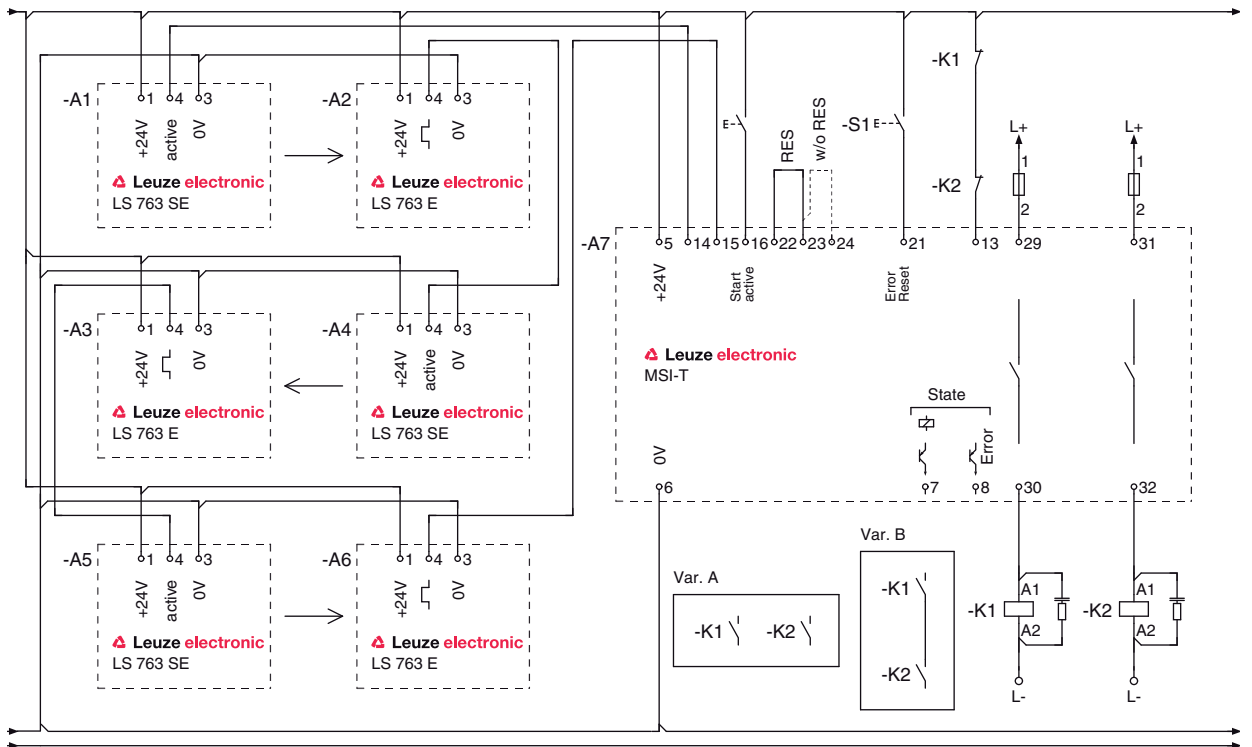 -A1
1 4 3
+24V
active
0V
Leuze electronic
LS 763 SE
-A2
1 4 3
+24V
0V
Leuze electronic
LS 763 E
-A3
1 4 3
+24V
0V
Leuze electronic
LS 763 E
-A4
1 4 3
+24V
active
0V
Leuze electronic
LS 763 SE
-A5
1 4 3
+24V
active
0V
Leuze electronic
LS 763 SE
-A6
1 4 3
+24V
0V
Leuze electronic
LS 763 E
RES
w/o RES
-S1
-K1
-K2
L+
1
2
L+
1
2
-A7
5 14 15 16 22 23 24 21 13 29 31
+24V
Start
active
Error
Reset
Leuze electronic
MSI-T
State
Error
0V
6 7 8 30 32
Var. A
-K1 -K2
Var. B
-K1
-K2
-K1
A1
A2
L-
-K2
A1
A2
L-